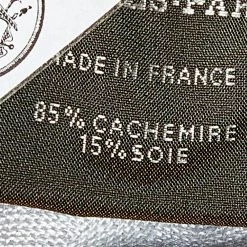 MADE IN FRANCE
85% CACHEMIRE
15% SOIE